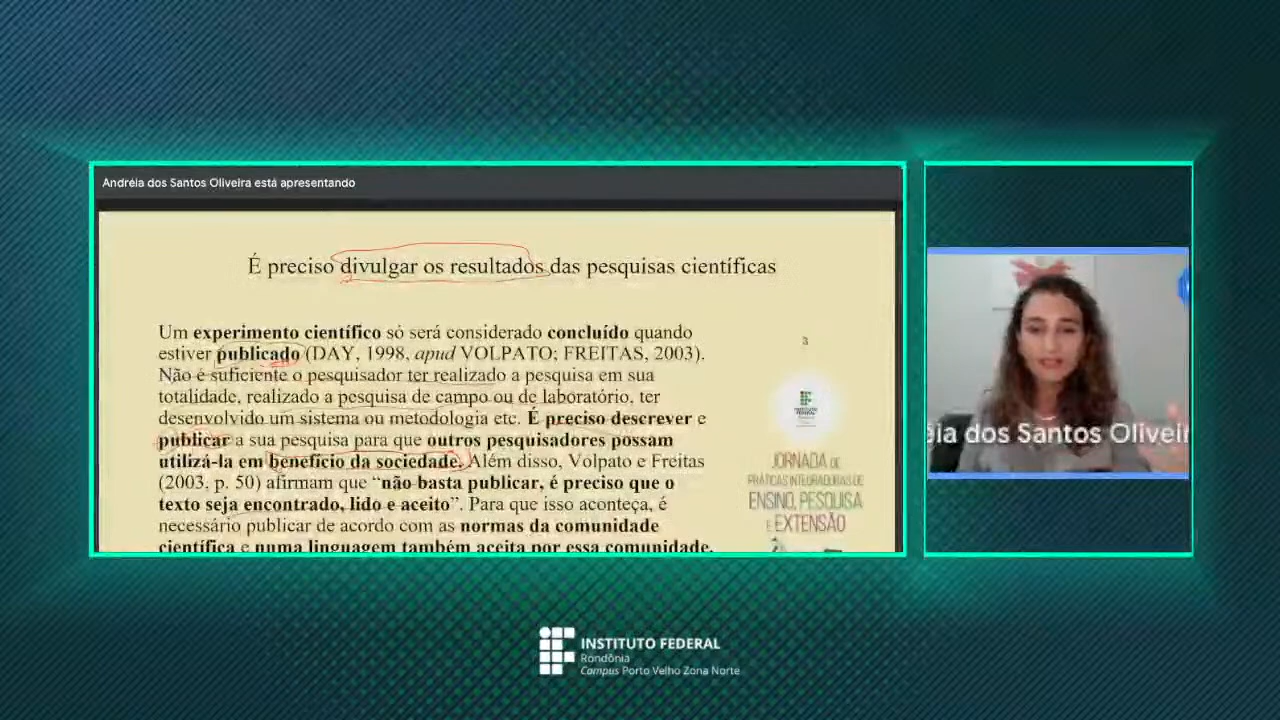 Andréia dos Santos Oliveira está apresentando
É preciso divulgar os resultados das pesquisas científicas
Um experimento científico só será considerado concluído quando
estiver publicado (DAY, 1998, apud VOLPATO; FREITAS, 2003).
Não é suficiente o pesquisador ter realizado a pesquisa em sua
totalidade, realizado a pesquisa de campo ou de laboratório, ter
desenvolvido um sistema ou metodologia etc. É preciso descrever e
publicar a sua pesquisa para que outros pesquisadores possam
utilizá-la em benefício da sociedade. Além disso, Volpato e Freitas
(2003, p. 50) afirmam que “não basta publicar, é preciso que o
texto seja encontrado, lido e aceito”. Para que isso aconteça, é
necessário publicar de acordo com as normas da comunidade
científica e numa linguagem também aceita por essa comunidade.
3
INSTITUTO
FEDERAL
JORNADA DE
PRÁTICAS INTEGRADORAS DE
ENSINO, PESQUISA
E EXTENSÃO
éia dos Santos Oliveir
INSTITUTO FEDERAL
Rondônia
Campus Porto Velho Zona Norte